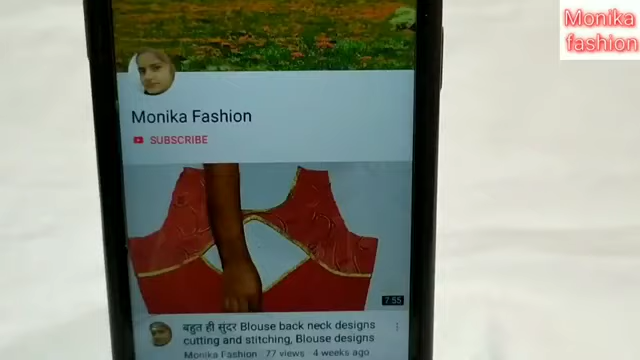 Monika
fashion
Monika Fashion
SUBSCRIBE
7:55
बहुत ही सुंदर Blouse back neck designs
cutting and stitching, Blouse designs
Monika Fashion 77 views 4 weeks ago